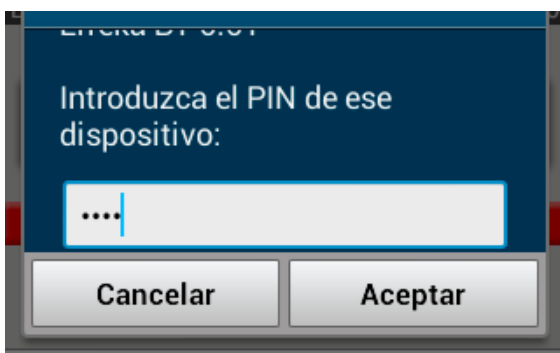 Introduzca el PIN de ese
dispositivo:
••••
Cancelar
Aceptar